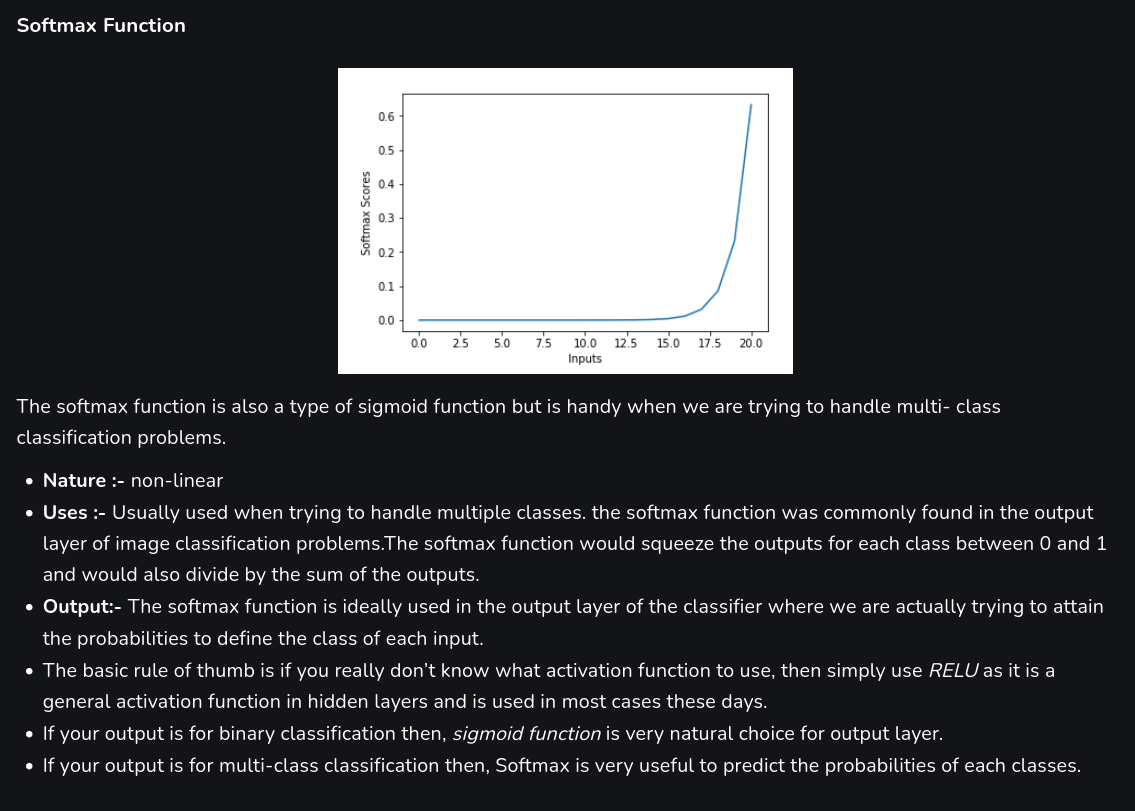 Softmax Function
0.6
0.5
0.4
0.3
0.2
0.1
0.0
Softmax Scores
0.0 2.5 5.0 7.5 10.0 12.5 15.0 17.5 20.0
Inputs
The softmax function is also a type of sigmoid function but is handy when we are trying to handle multi- class
classification problems.
• Nature :- non-linear
• Uses :- Usually used when trying to handle multiple classes. the softmax function was commonly found in the output
layer of image classification problems.The softmax function would squeeze the outputs for each class between 0 and 1
and would also divide by the sum of the outputs.
• Output:- The softmax function is ideally used in the output layer of the classifier where we are actually trying to attain
the probabilities to define the class of each input.
• The basic rule of thumb is if you really don’t know what activation function to use, then simply use RELU as it is a
general activation function in hidden layers and is used in most cases these days.
• If your output is for binary classification then, sigmoid function is very natural choice for output layer.
• If your output is for multi-class classification then, Softmax is very useful to predict the probabilities of each classes.